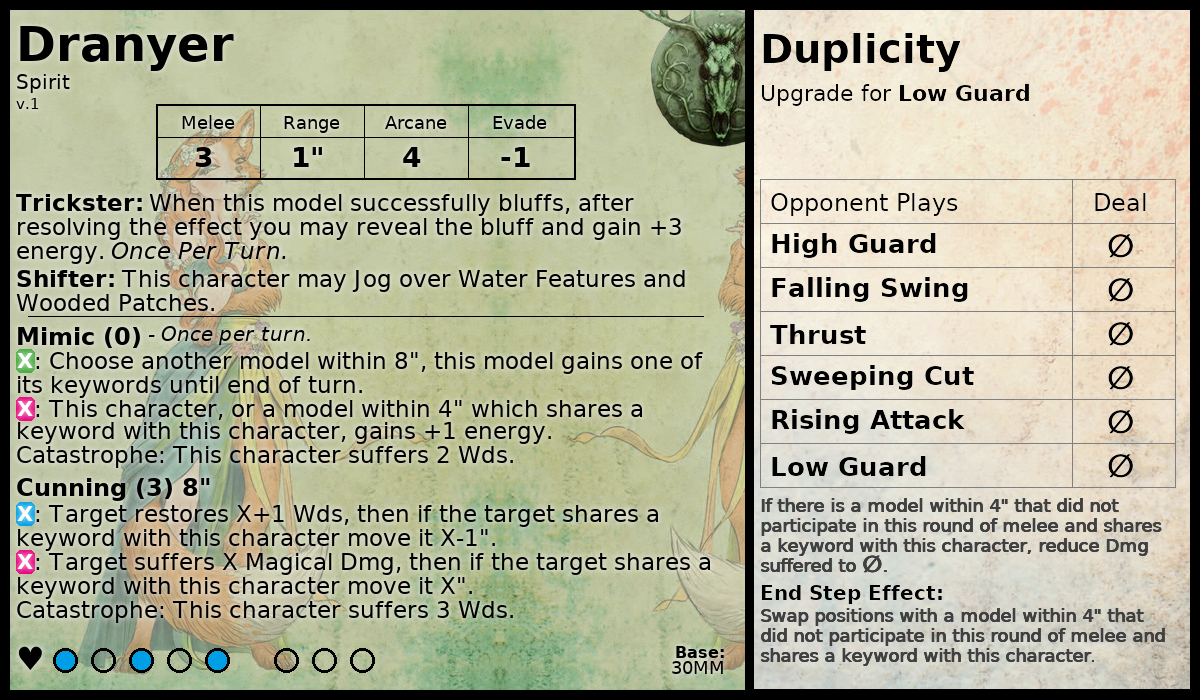 Dranyer
Spirit
v.1
Melee Range Arcane Evade
3 1" 4 -1
Trickster: When this model successfully bluffs, after
resolving the effect you may reveal the bluff and gain +3
energy. Once Per Turn.
Shifter: This character may Jog over Water Features and
Wooded Patches.
Mimic (0) - Once per turn.
X: Choose another model within 8", this model gains one of
its keywords until end of turn.
X: This character, or a model within 4" which shares a
keyword with this character, gains +1 energy.
Catastrophe: This character suffers 2 Wds.
Cunning (3) 8"
X: Target restores X+1 Wds, then if the target shares a
keyword with this character move it X-1".
X: Target suffers X Magical Dmg, then if the target shares a
keyword with this character move it X".
Catastrophe: This character suffers 3 Wds.
Base:
30MM
Duplicity
Upgrade for Low Guard
Opponent Plays Deal
High Guard ∅
Falling Swing ∅
Thrust ∅
Sweeping Cut ∅
Rising Attack ∅
Low Guard ∅
If there is a model within 4" that did not
participate in this round of melee and shares
a keyword with this character, reduce Dmg
suffered to ∅.
End Step Effect:
Swap positions with a model within 4" that
did not participate in this round of melee and
shares a keyword with this character.